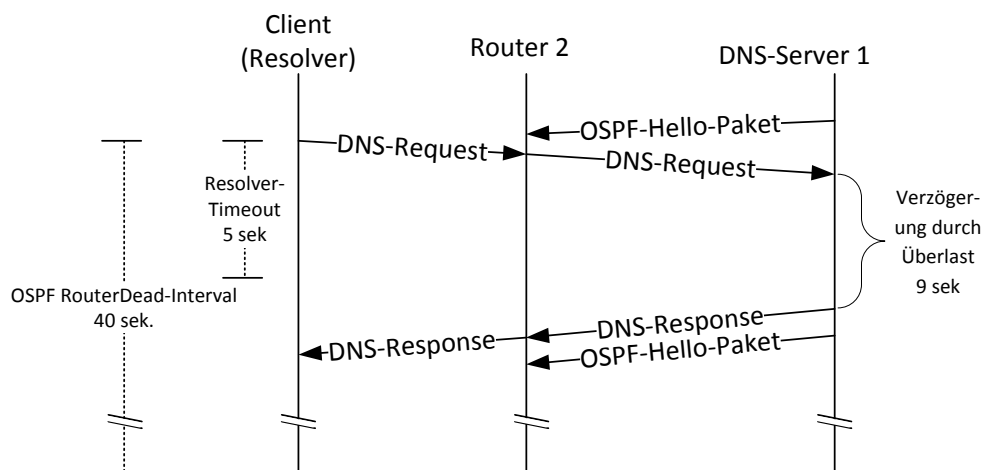 Client
(Resolver)
Router 2
DNS-Server 1
OSPF-Hello-Paket
DNS-Request
DNS-Request
Resolver-
Timeout
5 sek
Verzöger-
ung durch
Überlast
9 sek
OSPF RouterDead-Interval
40 sek.
DNS-Response
DNS-Response
OSPF-Hello-Paket